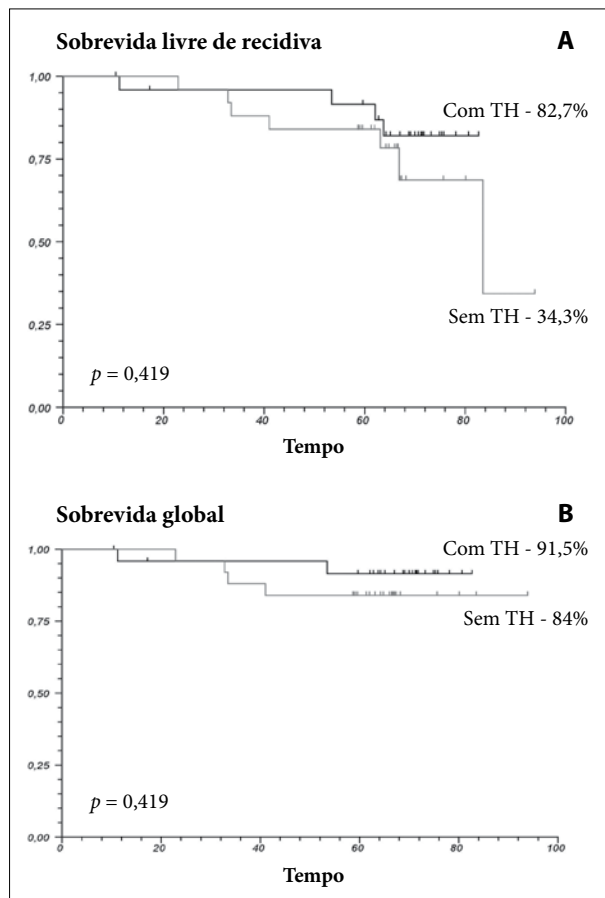 Sobrevida livre de recidiva
A
1,00
Com TH - 82,7%
0,75
0,50
Sem TH - 34,3%
0,25
p = 0,419
0,00
0 20 40 60 80 100
Tempo
Sobrevida global
B
1,00
Com TH - 91,5%
Sem TH - 84%
0,75
0,50
0,25
p = 0,419
0,00
0 20 40 60 80 100
Tempo